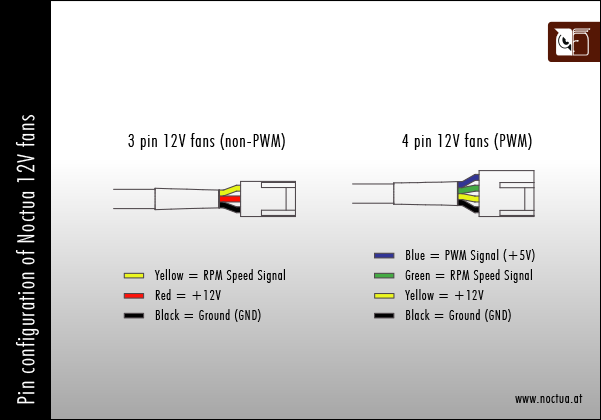 Pin configuration of Noctua 12V fans
3 pin 12V fans (non-PWM)
Yellow = RPM Speed Signal
Red = +12V
Black = Ground (GND)
4 pin 12V fans (PWM)
Blue = PWM Signal (+5V)
Green = RPM Speed Signal
Yellow = +12V
Black = Ground (GND)
www.noctua.at